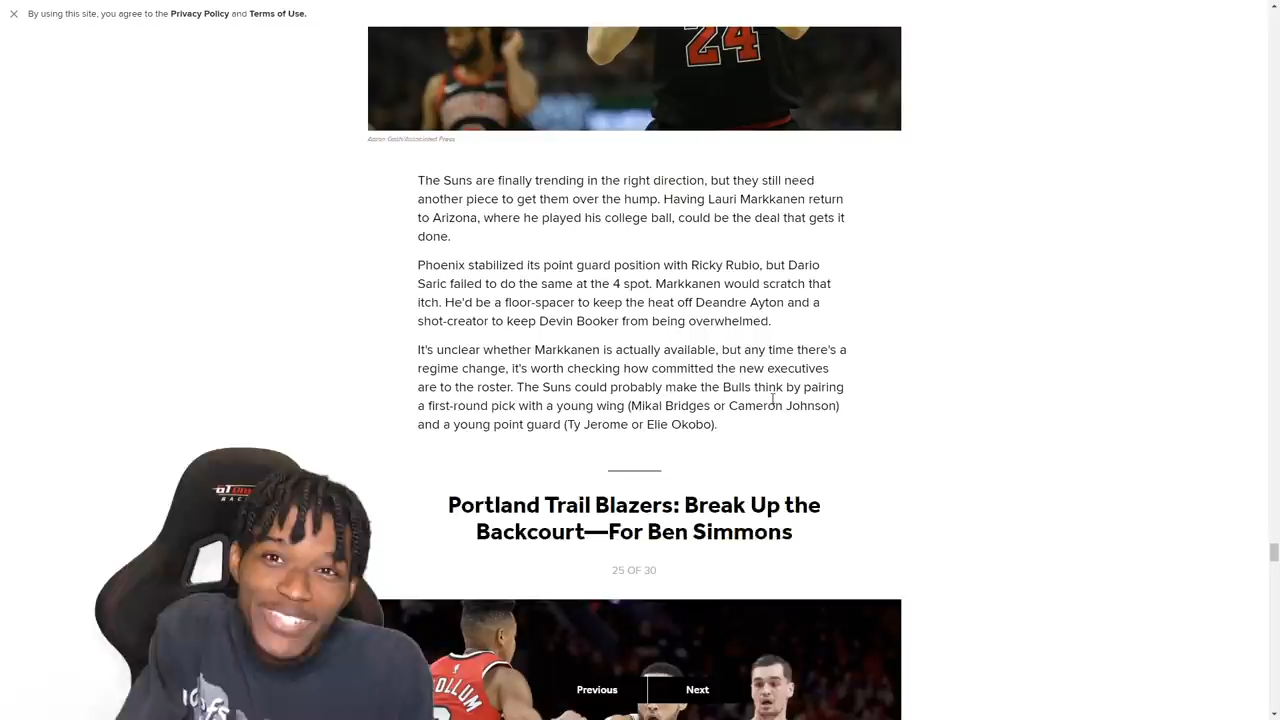 By using this site, you agree to the Privacy Policy and Terms of Use.
24
Aaron Gash/Associated Press
The Suns are finally trending in the right direction, but they still need
another piece to get them over the hump. Having Lauri Markkanen return
to Arizona, where he played his college ball, could be the deal that gets it
done.
Phoenix stabilized its point guard position with Ricky Rubio, but Dario
Saric failed to do the same at the 4 spot. Markkanen would scratch that
itch. He'd be a floor-spacer to keep the heat off Deandre Ayton and a
shot-creator to keep Devin Booker from being overwhelmed.
It's unclear whether Markkanen is actually available, but any time there's a
regime change, it's worth checking how committed the new executives
are to the roster. The Suns could probably make the Bulls think by pairing
a first-round pick with a young wing (Mikal Bridges or Cameron Johnson)
and a young point guard (Ty Jerome or Elie Okobo).
Portland Trail Blazers: Break Up the
Backcourt—For Ben Simmons
25 OF 30
OLLUM
Previous
Next